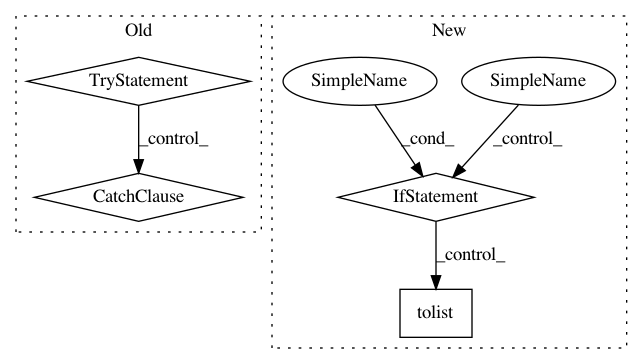 Old
New
TryStatement
SimpleName
SimpleName
_control_
_cond_
_control_
CatchClause
IfStatement
_control_
tolist